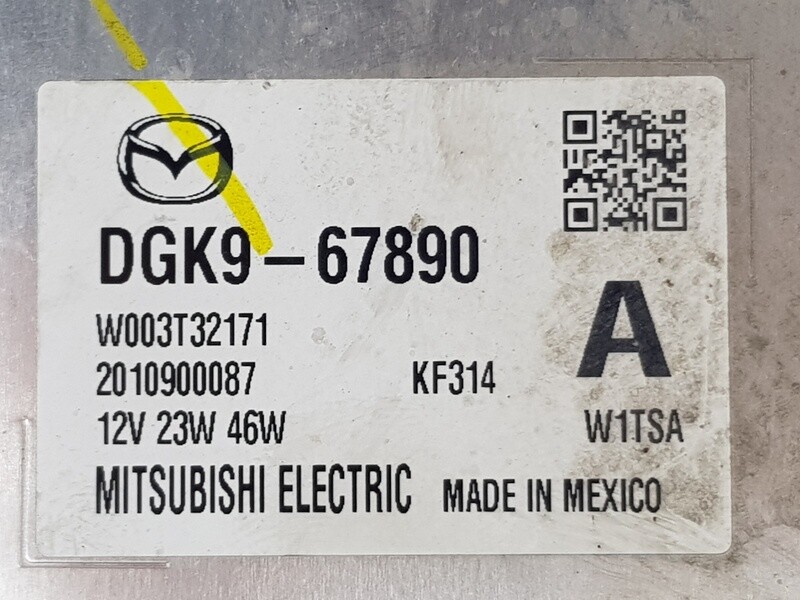 DGK9-67890
A
W003T32171
2010900087 KF314
12V 23W 46W W1TSA
MITSUBISHI ELECTRIC MADE IN MEXICO